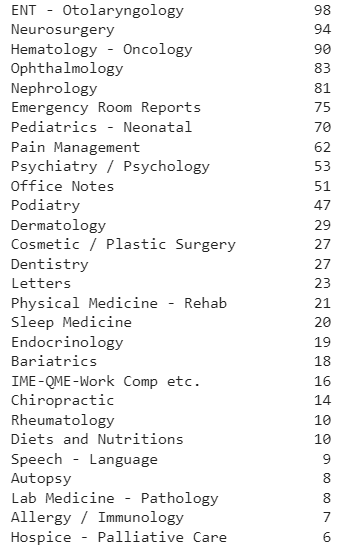 ENT - Otolaryngology 98
Neurosurgery 94
Hematology - Oncology 90
Ophthalmology 83
Nephrology 81
Emergency Room Reports 75
Pediatrics - Neonatal 70
Pain Management 62
Psychiatry / Psychology 53
Office Notes 51
Podiatry 47
Dermatology 29
Cosmetic / Plastic Surgery 27
Dentistry 27
Letters 23
Physical Medicine - Rehab 21
Sleep Medicine 20
Endocrinology 19
Bariatrics 18
IME-QME-Work Comp etc. 16
Chiropractic 14
Rheumatology 10
Diets and Nutritions 10
Speech - Language 9
Autopsy 8
Lab Medicine - Pathology 8
Allergy / Immunology 7
Hospice - Palliative Care 6